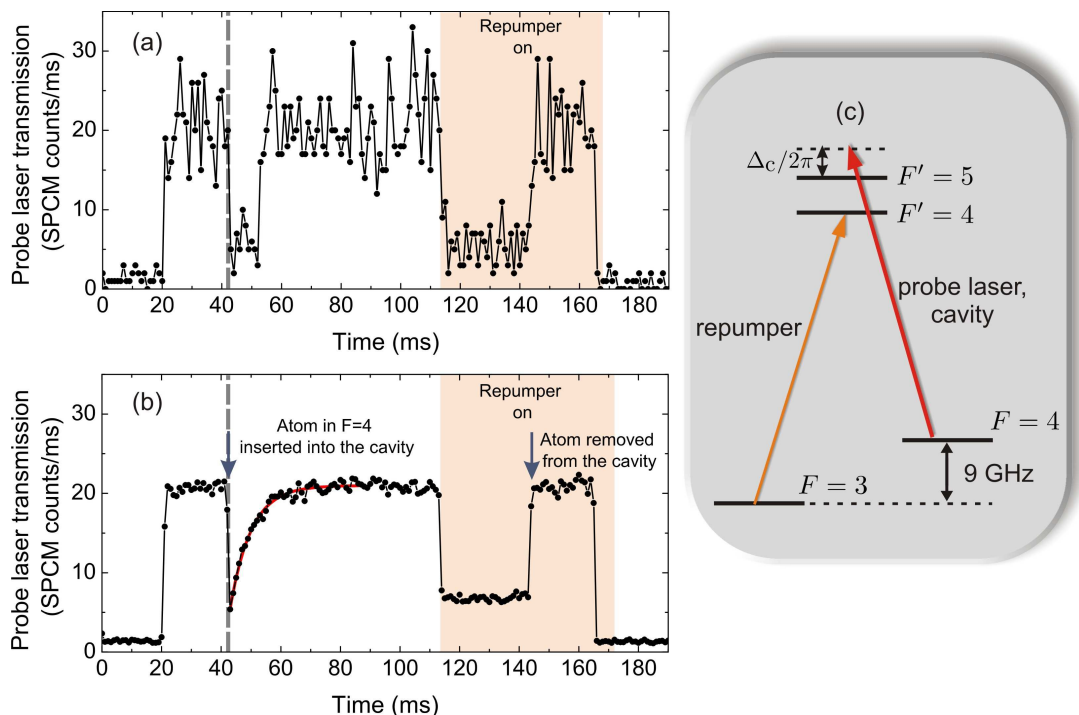 (a)
Repumper
on
30
20
10
0
Probe laser transmission
(SPCM counts/ms)
0 20 40 60 80 100 120 140 160 180
Time (ms)
(b)
Repumper
on
Atom in F=4
inserted into the cavity
Atom removed
from the cavity
30
20
10
0
Probe laser transmission
(SPCM counts/ms)
0 20 40 60 80 100 120 140 160 180
Time (ms)
(c)
Δc/2π
F′ = 5
F′ = 4
probe laser,
cavity
repumper
F = 4
9 GHz
F = 3